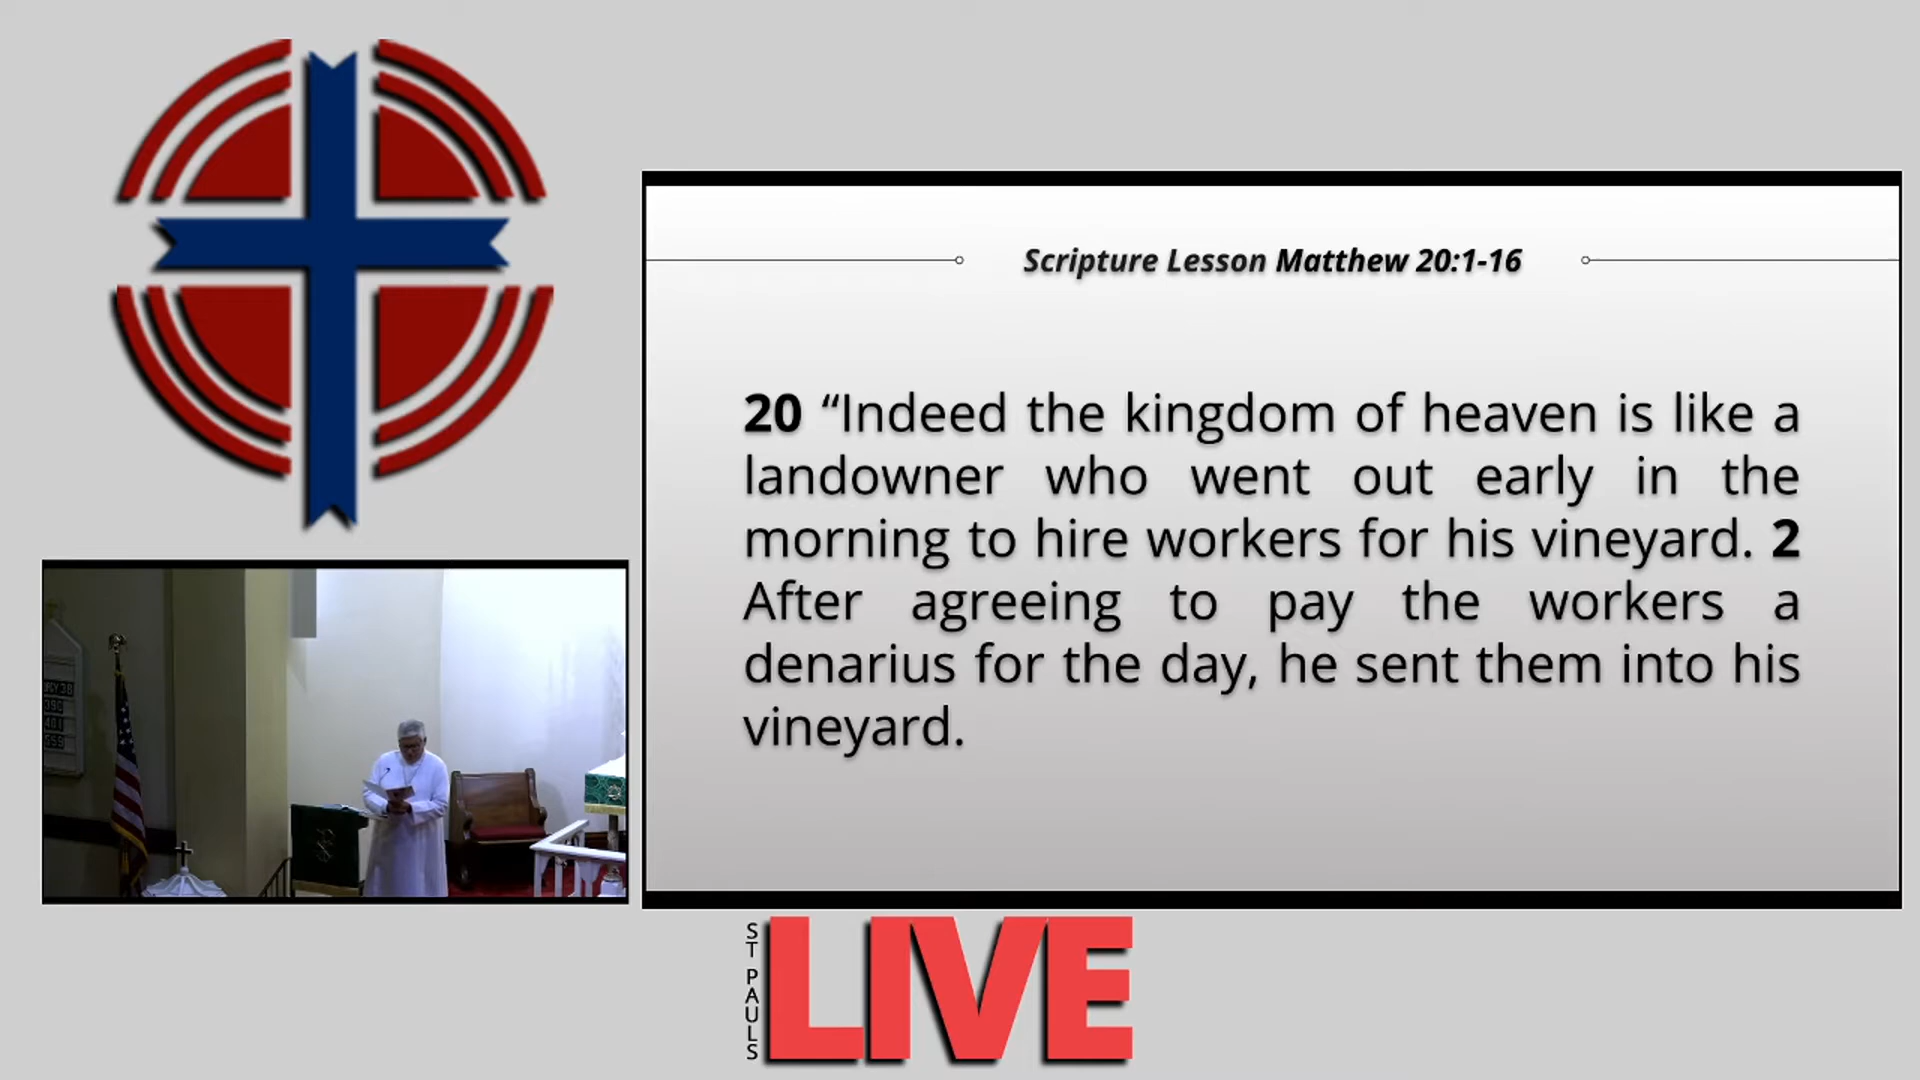 Scripture Lesson Matthew 20:1-16
20 “Indeed the kingdom of heaven is like a
landowner who went out early in the
morning to hire workers for his vineyard. 2
After agreeing to pay the workers a
denarius for the day, he sent them into his
vineyard.
390
401
ST PAULS
LIVE